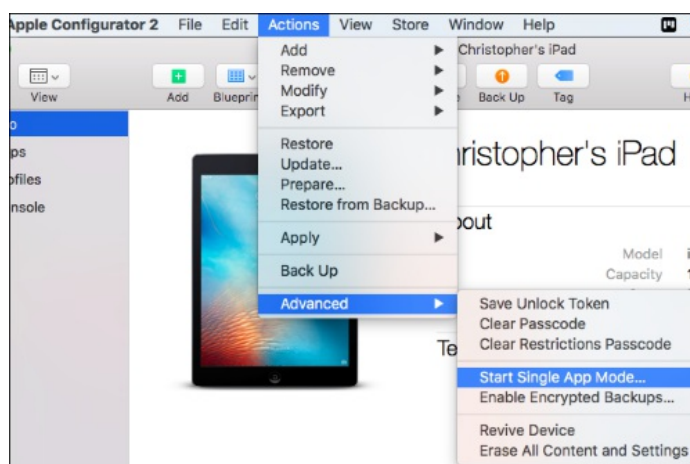 Apple Configurator 2 File Edit Actions View Store Window Help
Christopher's iPad
View Add Blueprin Back Up Tag
Add
Remove
Modify
Export
Restore
Update...
Prepare...
Restore from Backup...
Apply
Back Up
Advanced
ps
ofiles
nsole
ristopher's iPad
out
Model
Capacity
Te
Save Unlock Token
Clear Passcode
Clear Restrictions Passcode
Start Single App Mode...
Enable Encrypted Backups...
Revive Device
Erase All Content and Settings